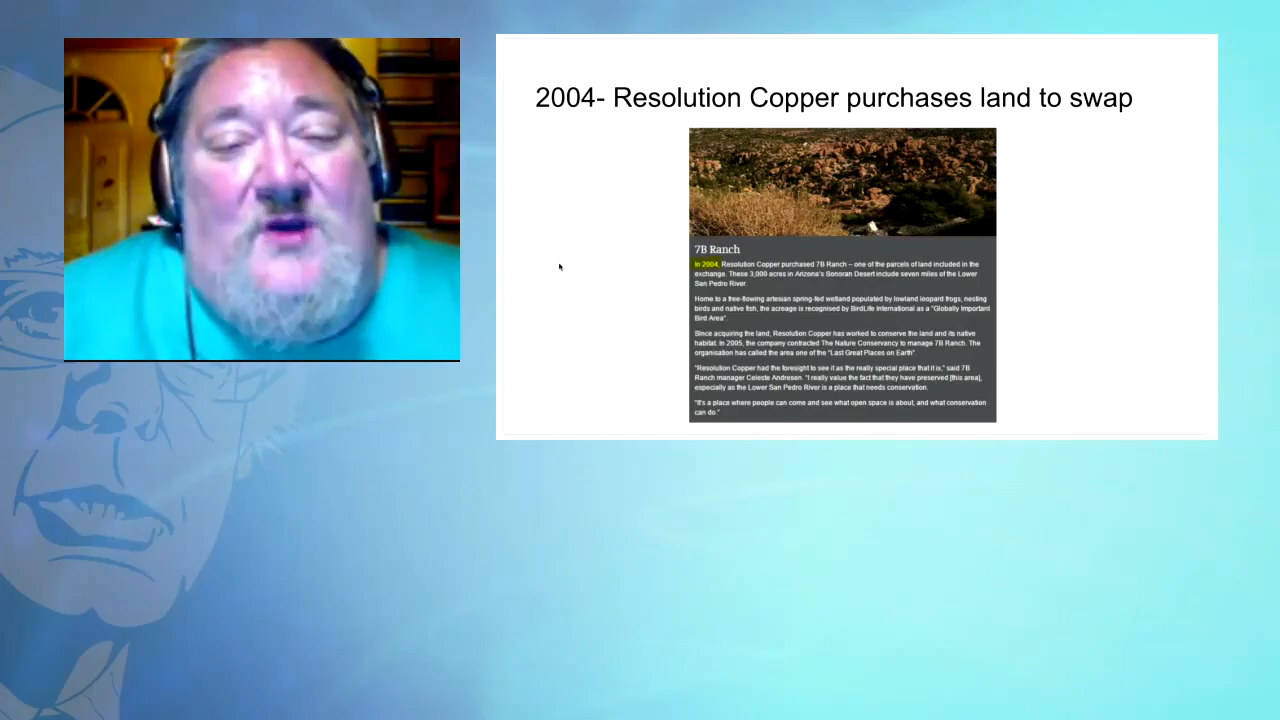 2004- Resolution Copper purchases land to swap
7B Ranch
In 2004, Resolution Copper purchased 7B Ranch – one of the parcels of land included in the
exchange. These 3,000 acres in Arizona's Sonoran Desert include seven miles of the Lower
San Pedro River.
Home to a free-flowing artesian spring-fed wetland populated by lowland leopard frogs, nesting
birds and native fish, the acreage is recognised by BirdLife International as a "Globally Important
Bird Area".
Since acquiring the land, Resolution Copper has worked to conserve the land and its native
habitat. In 2005, the company contracted The Nature Conservancy to manage 7B Ranch. The
organisation has called the area one of the "Last Great Places on Earth".
"Resolution Copper had the foresight to see it as the really special place that it is," said 7B
Ranch manager Celeste Andresen. "I really value the fact that they have preserved [this area],
especially as the Lower San Pedro River is a place that needs conservation.
"It's a place where people can come and see what open space is about, and what conservation
can do."